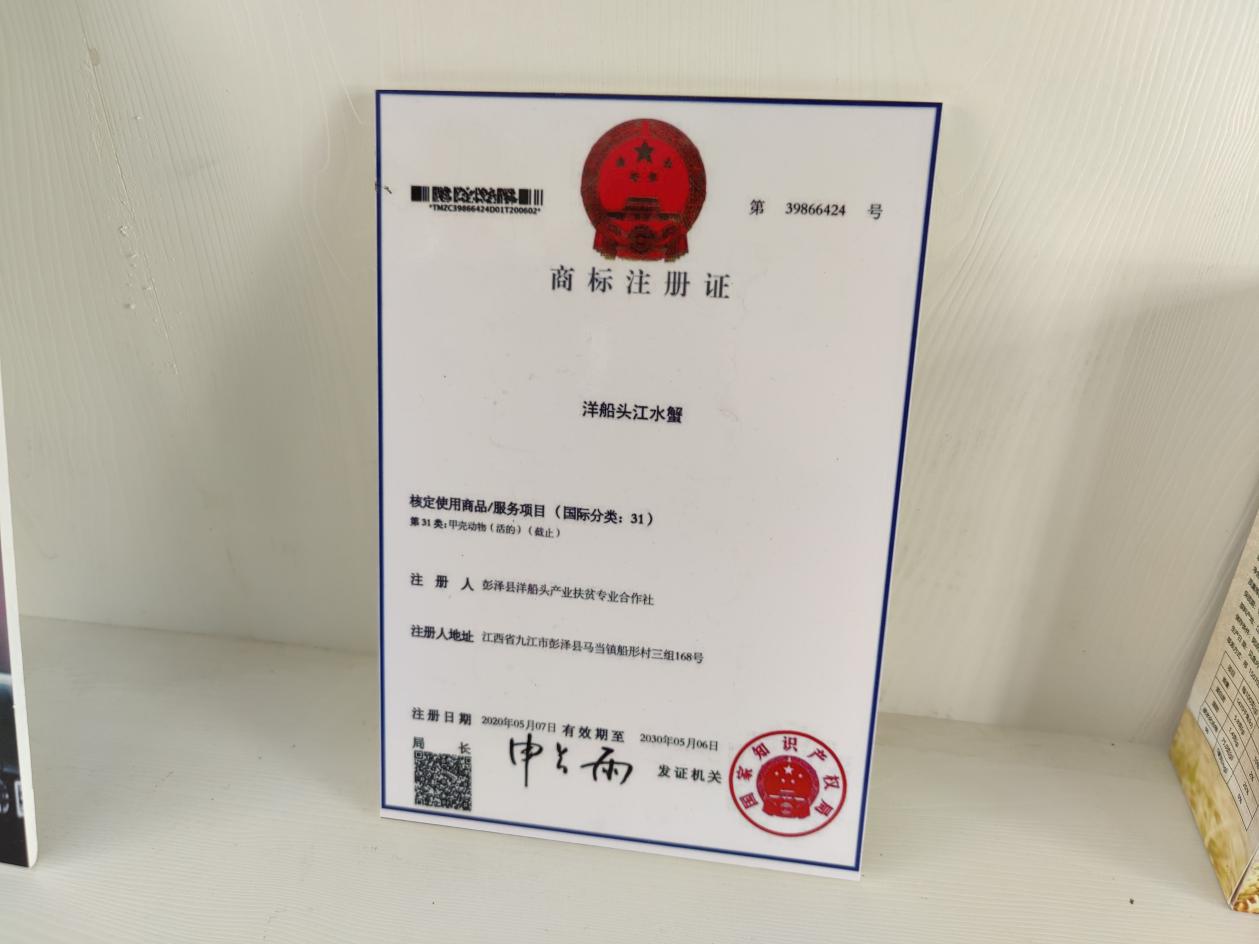 *TMZC39866424D01T200602*
第 39866424 号
商标注册证
洋船头江水蟹
核定使用商品/服务项目（国际分类：31）
第31类：甲壳动物（活的）（截止）
注册人 彭泽县洋船头产业扶贫专业合作社
注册人地址 江西省九江市彭泽县马当镇船形村三组168号
注册日期 2020年05月07日 有效期至 2030年05月06日
局长 申长雨 发证机关
国家知识产权局